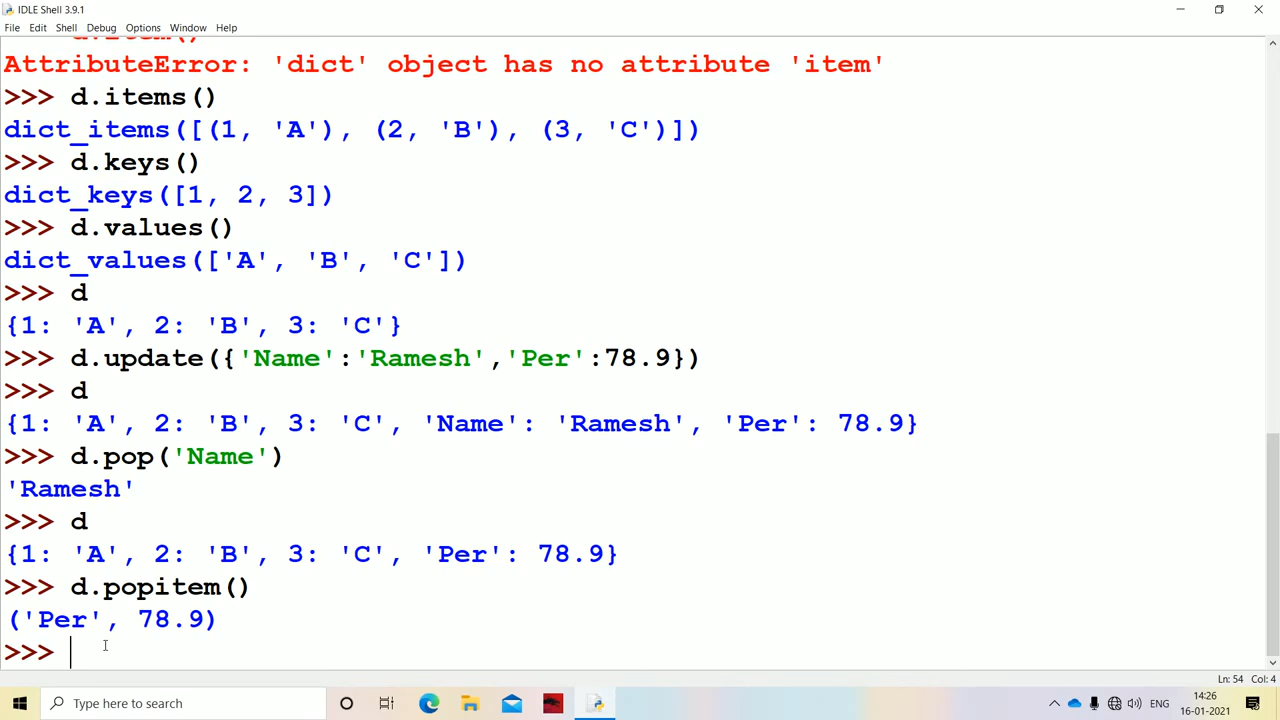 IDLE Shell 3.9.1
File Edit Shell Debug Options Window Help
AttributeError: 'dict' object has no attribute 'item'
>>> d.items()
dict_items([(1, 'A'), (2, 'B'), (3, 'C')])
>>> d.keys()
dict_keys([1, 2, 3])
>>> d.values()
dict_values(['A', 'B', 'C'])
>>> d
{1: 'A', 2: 'B', 3: 'C'}
>>> d.update({'Name':'Ramesh','Per':78.9})
>>> d
{1: 'A', 2: 'B', 3: 'C', 'Name': 'Ramesh', 'Per': 78.9}
>>> d.pop('Name')
'Ramesh'
>>> d
{1: 'A', 2: 'B', 3: 'C', 'Per': 78.9}
>>> d.popitem()
('Per', 78.9)
>>>
Ln: 54 Col: 4
Type here to search
ENG
14:26
16-01-2021